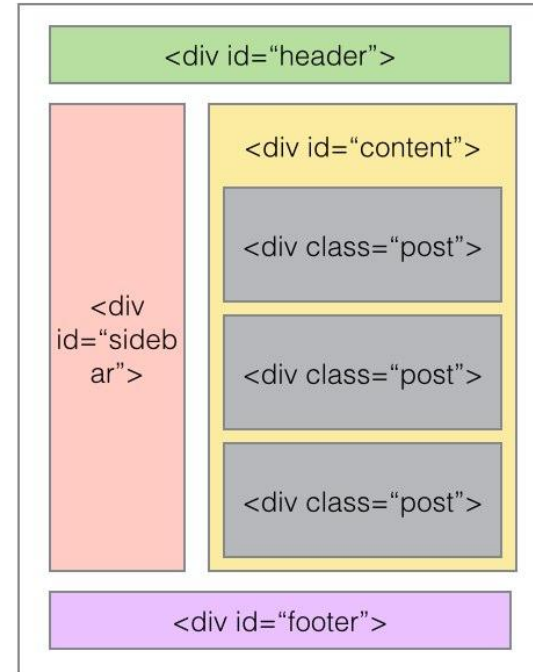 <div id=“header”>
<div
id=“sideb
ar”>
<div id=“content”>
<div class=“post”>
<div class=“post”>
<div class=“post”>
<div id=“footer”>